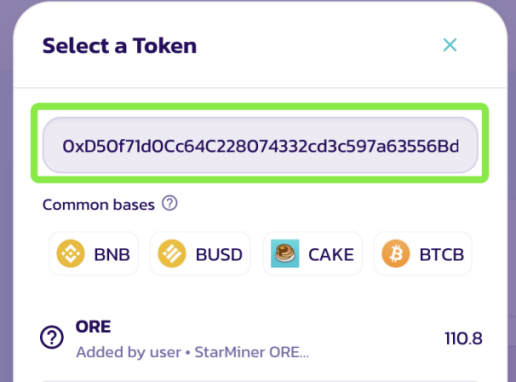 Select a Token
0xD50f71d0Cc64C228074332cd3c597a63556Bd
Common bases
BNB BUSD CAKE BTCB
ORE
110.8
Added by user • StarMiner ORE...